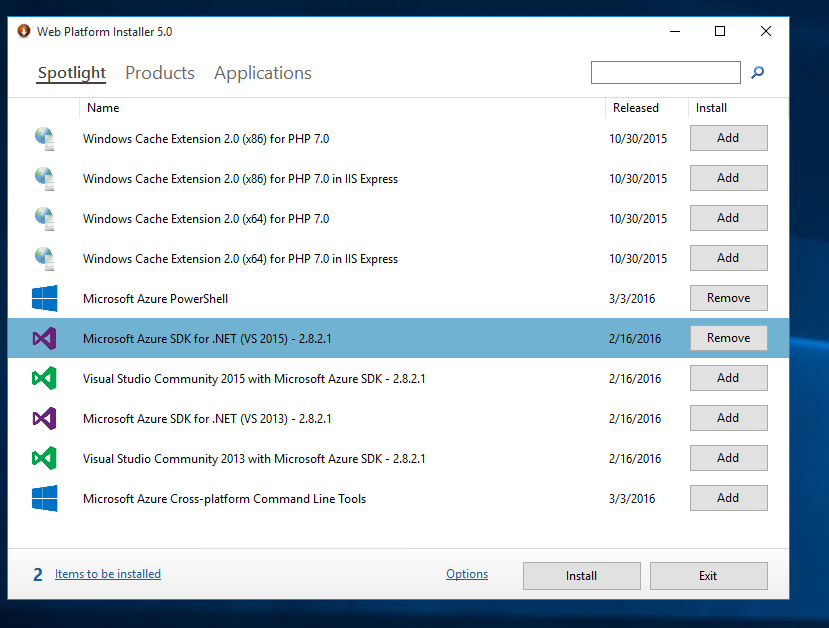 Web Platform Installer 5.0
Spotlight Products Applications
Name Released Install
Windows Cache Extension 2.0 (x86) for PHP 7.0 10/30/2015 Add
Windows Cache Extension 2.0 (x86) for PHP 7.0 in IIS Express 10/30/2015 Add
Windows Cache Extension 2.0 (x64) for PHP 7.0 10/30/2015 Add
Windows Cache Extension 2.0 (x64) for PHP 7.0 in IIS Express 10/30/2015 Add
Microsoft Azure PowerShell 3/3/2016 Remove
Microsoft Azure SDK for .NET (VS 2015) - 2.8.2.1 2/16/2016 Remove
Visual Studio Community 2015 with Microsoft Azure SDK - 2.8.2.1 2/16/2016 Add
Microsoft Azure SDK for .NET (VS 2013) - 2.8.2.1 2/16/2016 Add
Visual Studio Community 2013 with Microsoft Azure SDK - 2.8.2.1 2/16/2016 Add
Microsoft Azure Cross-platform Command Line Tools 3/3/2016 Add
2 Items to be installed Options Install Exit